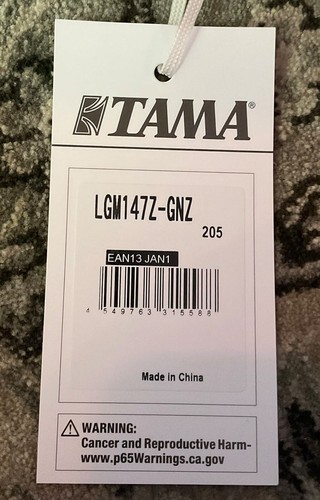 TAMA®
LGM147Z-GNZ
205
EAN13 JAN1
4 549763 315588
Made in China
⚠ WARNING:
Cancer and Reproductive Harm-
www.p65Warnings.ca.gov